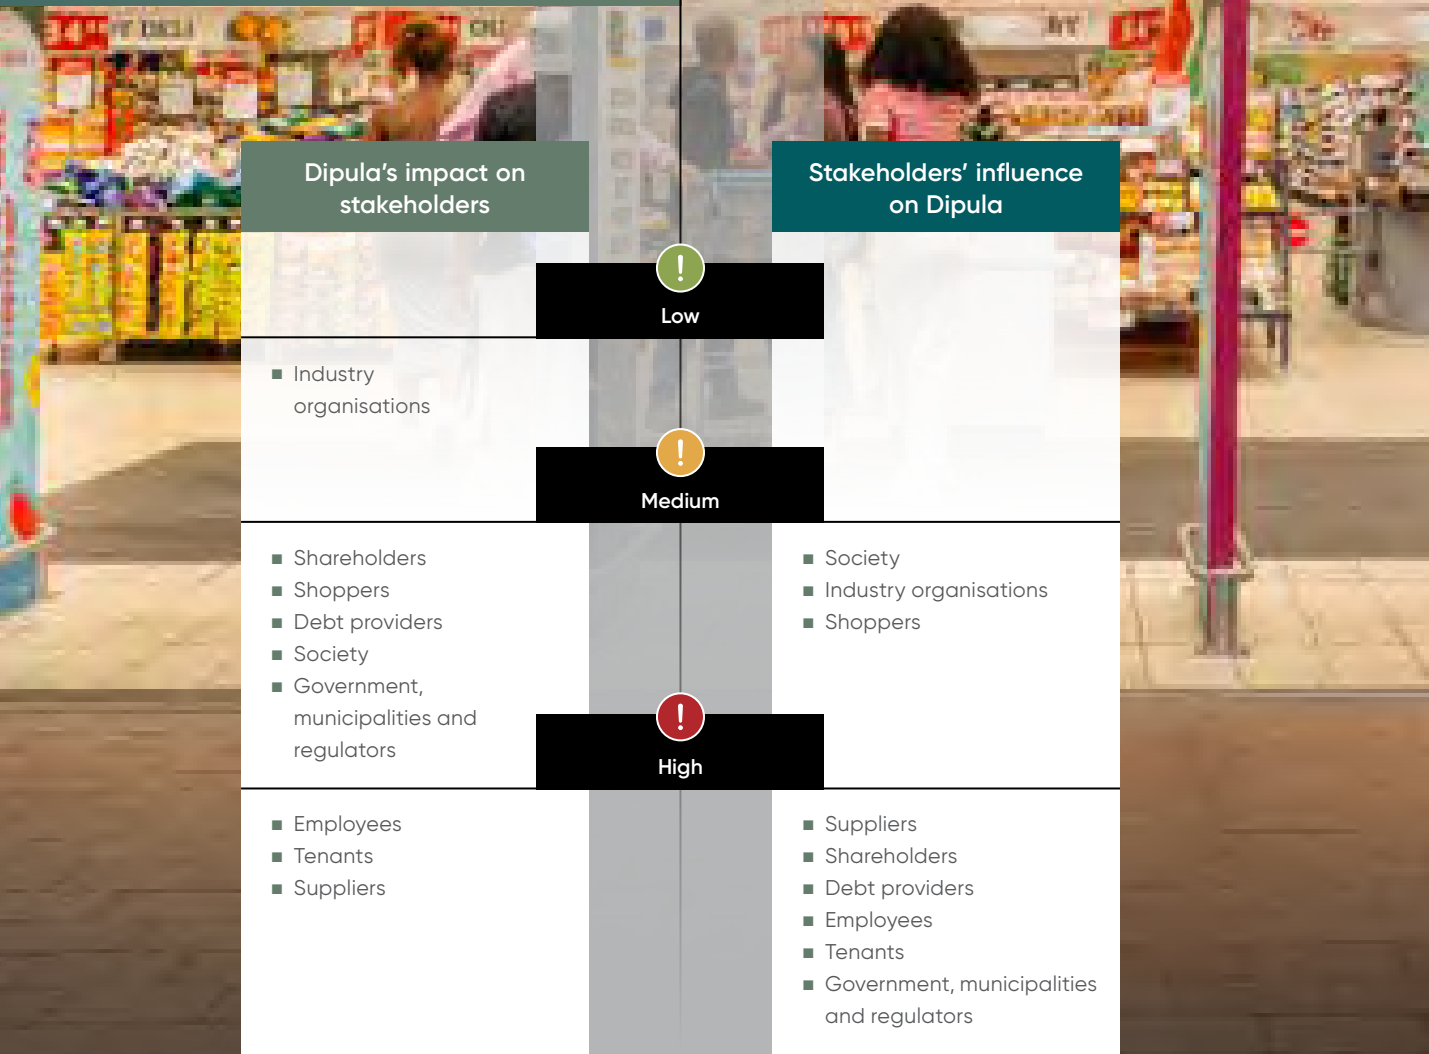 Dipula’s impact on
stakeholders
Stakeholders’ influence
on Dipula
Low
■ Industry
organisations
Medium
■ Shareholders
■ Shoppers
■ Debt providers
■ Society
■ Government,
municipalities and
regulators
■ Society
■ Industry organisations
■ Shoppers
High
■ Employees
■ Tenants
■ Suppliers
■ Suppliers
■ Shareholders
■ Debt providers
■ Employees
■ Tenants
■ Government, municipalities
and regulators